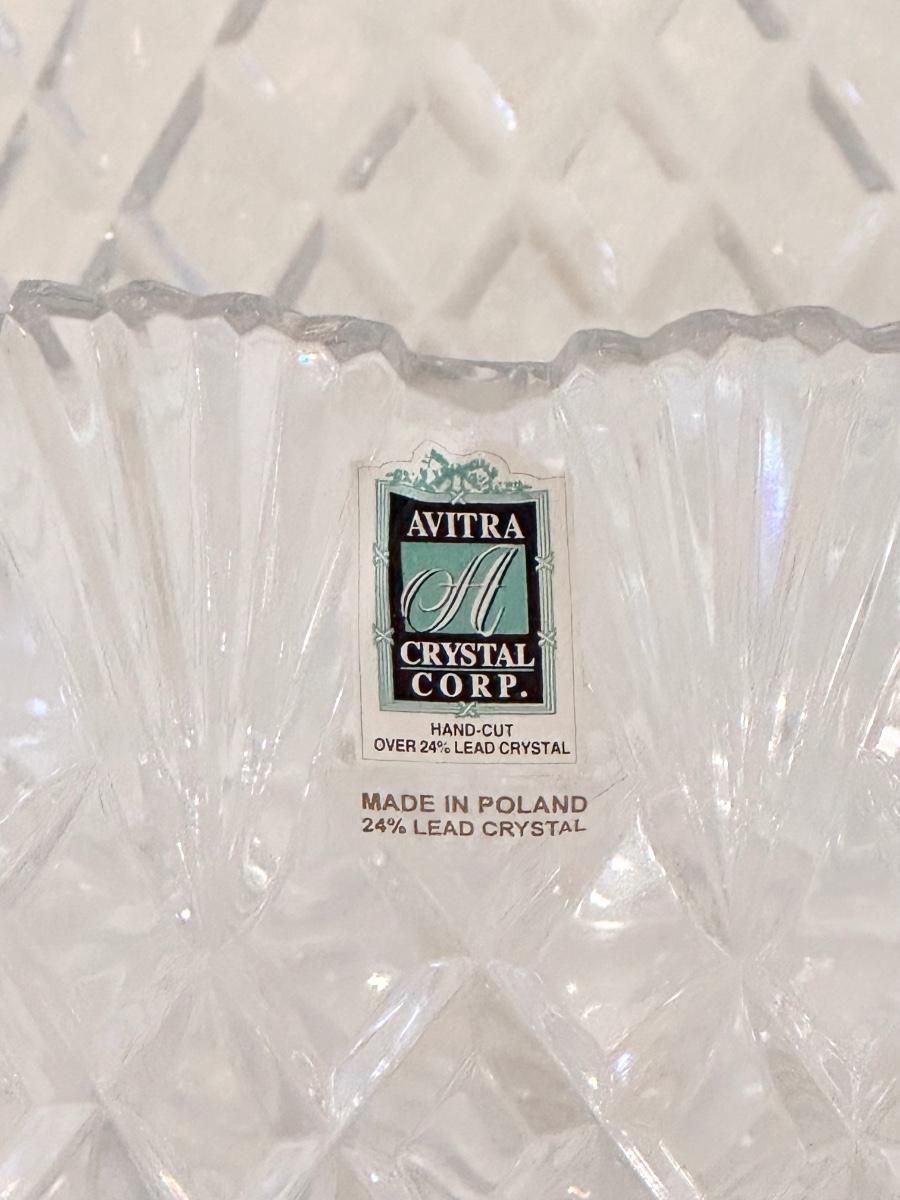 AVITRA
A
CRYSTAL
CORP.
HAND-CUT
OVER 24% LEAD CRYSTAL
MADE IN POLAND
24% LEAD CRYSTAL